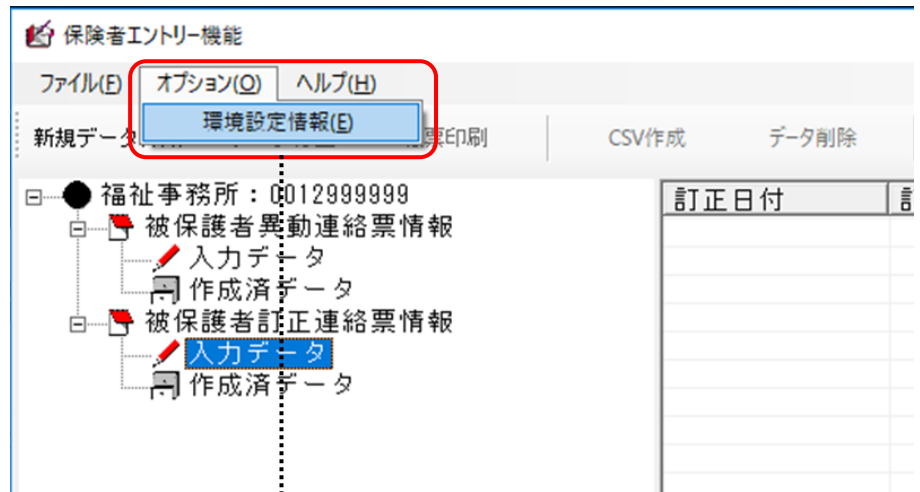 保険者エントリー機能
ファイル(F) オプション(O) ヘルプ(H)
環境設定情報(E)
新規データ 票印刷 CSV作成 データ削除
福祉事務所：0012999999
被保護者異動連絡票情報
入力データ
作成済データ
被保護者訂正連絡票情報
入力データ
作成済データ
訂正日付 訂